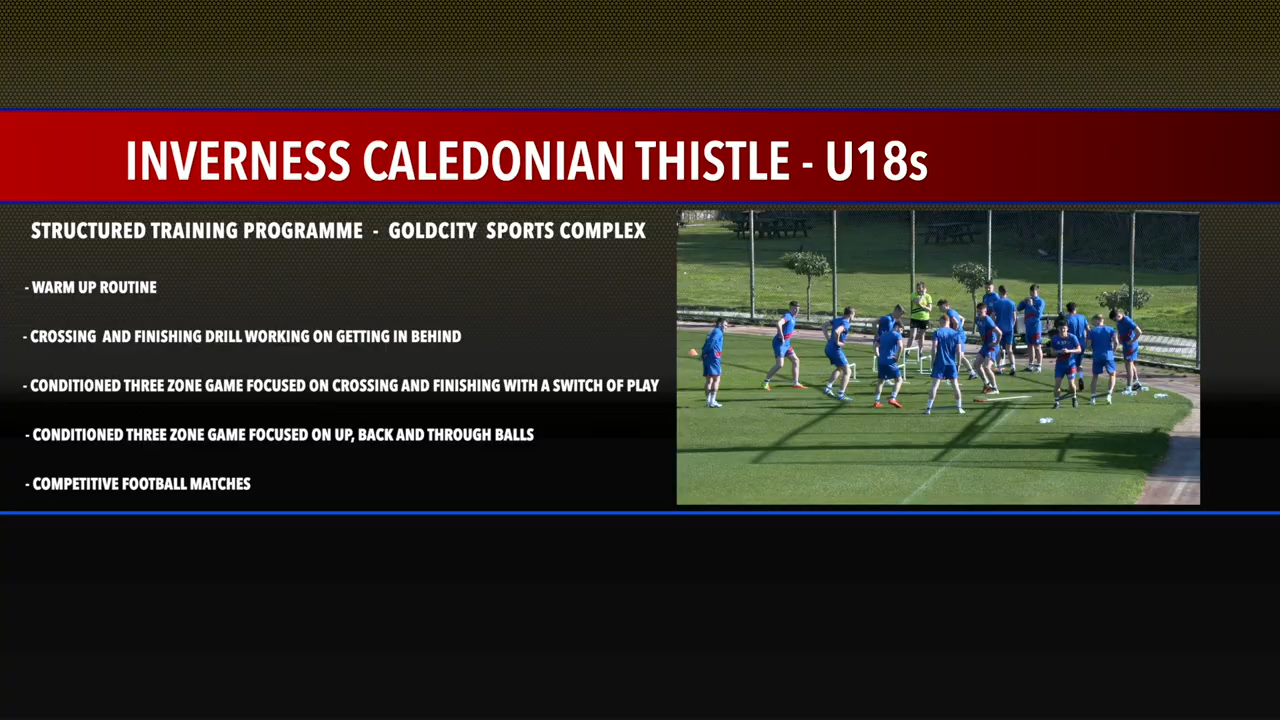 INVERNESS CALEDONIAN THISTLE - U18s
STRUCTURED TRAINING PROGRAMME - GOLDCITY SPORTS COMPLEX
- WARM UP ROUTINE
- CROSSING AND FINISHING DRILL WORKING ON GETTING IN BEHIND
- CONDITIONED THREE ZONE GAME FOCUSED ON CROSSING AND FINISHING WITH A SWITCH OF PLAY
- CONDITIONED THREE ZONE GAME FOCUSED ON UP, BACK AND THROUGH BALLS
- COMPETITIVE FOOTBALL MATCHES